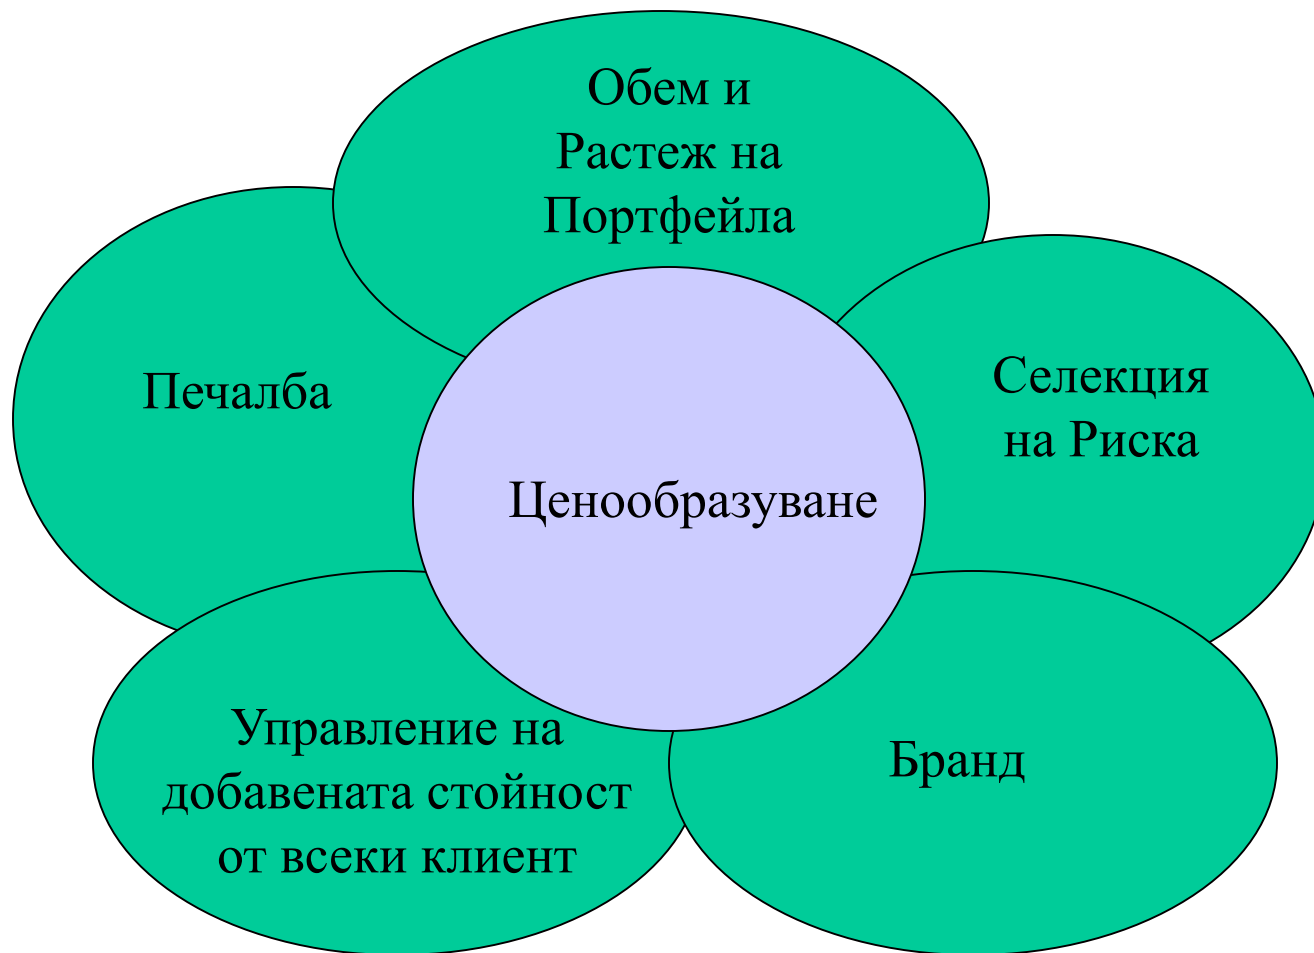 Обем и
Растеж на
Портфейла
Печалба
Селекция
на Риска
Ценообразуване
Управление на
добавената стойност
от всеки клиент
Бранд